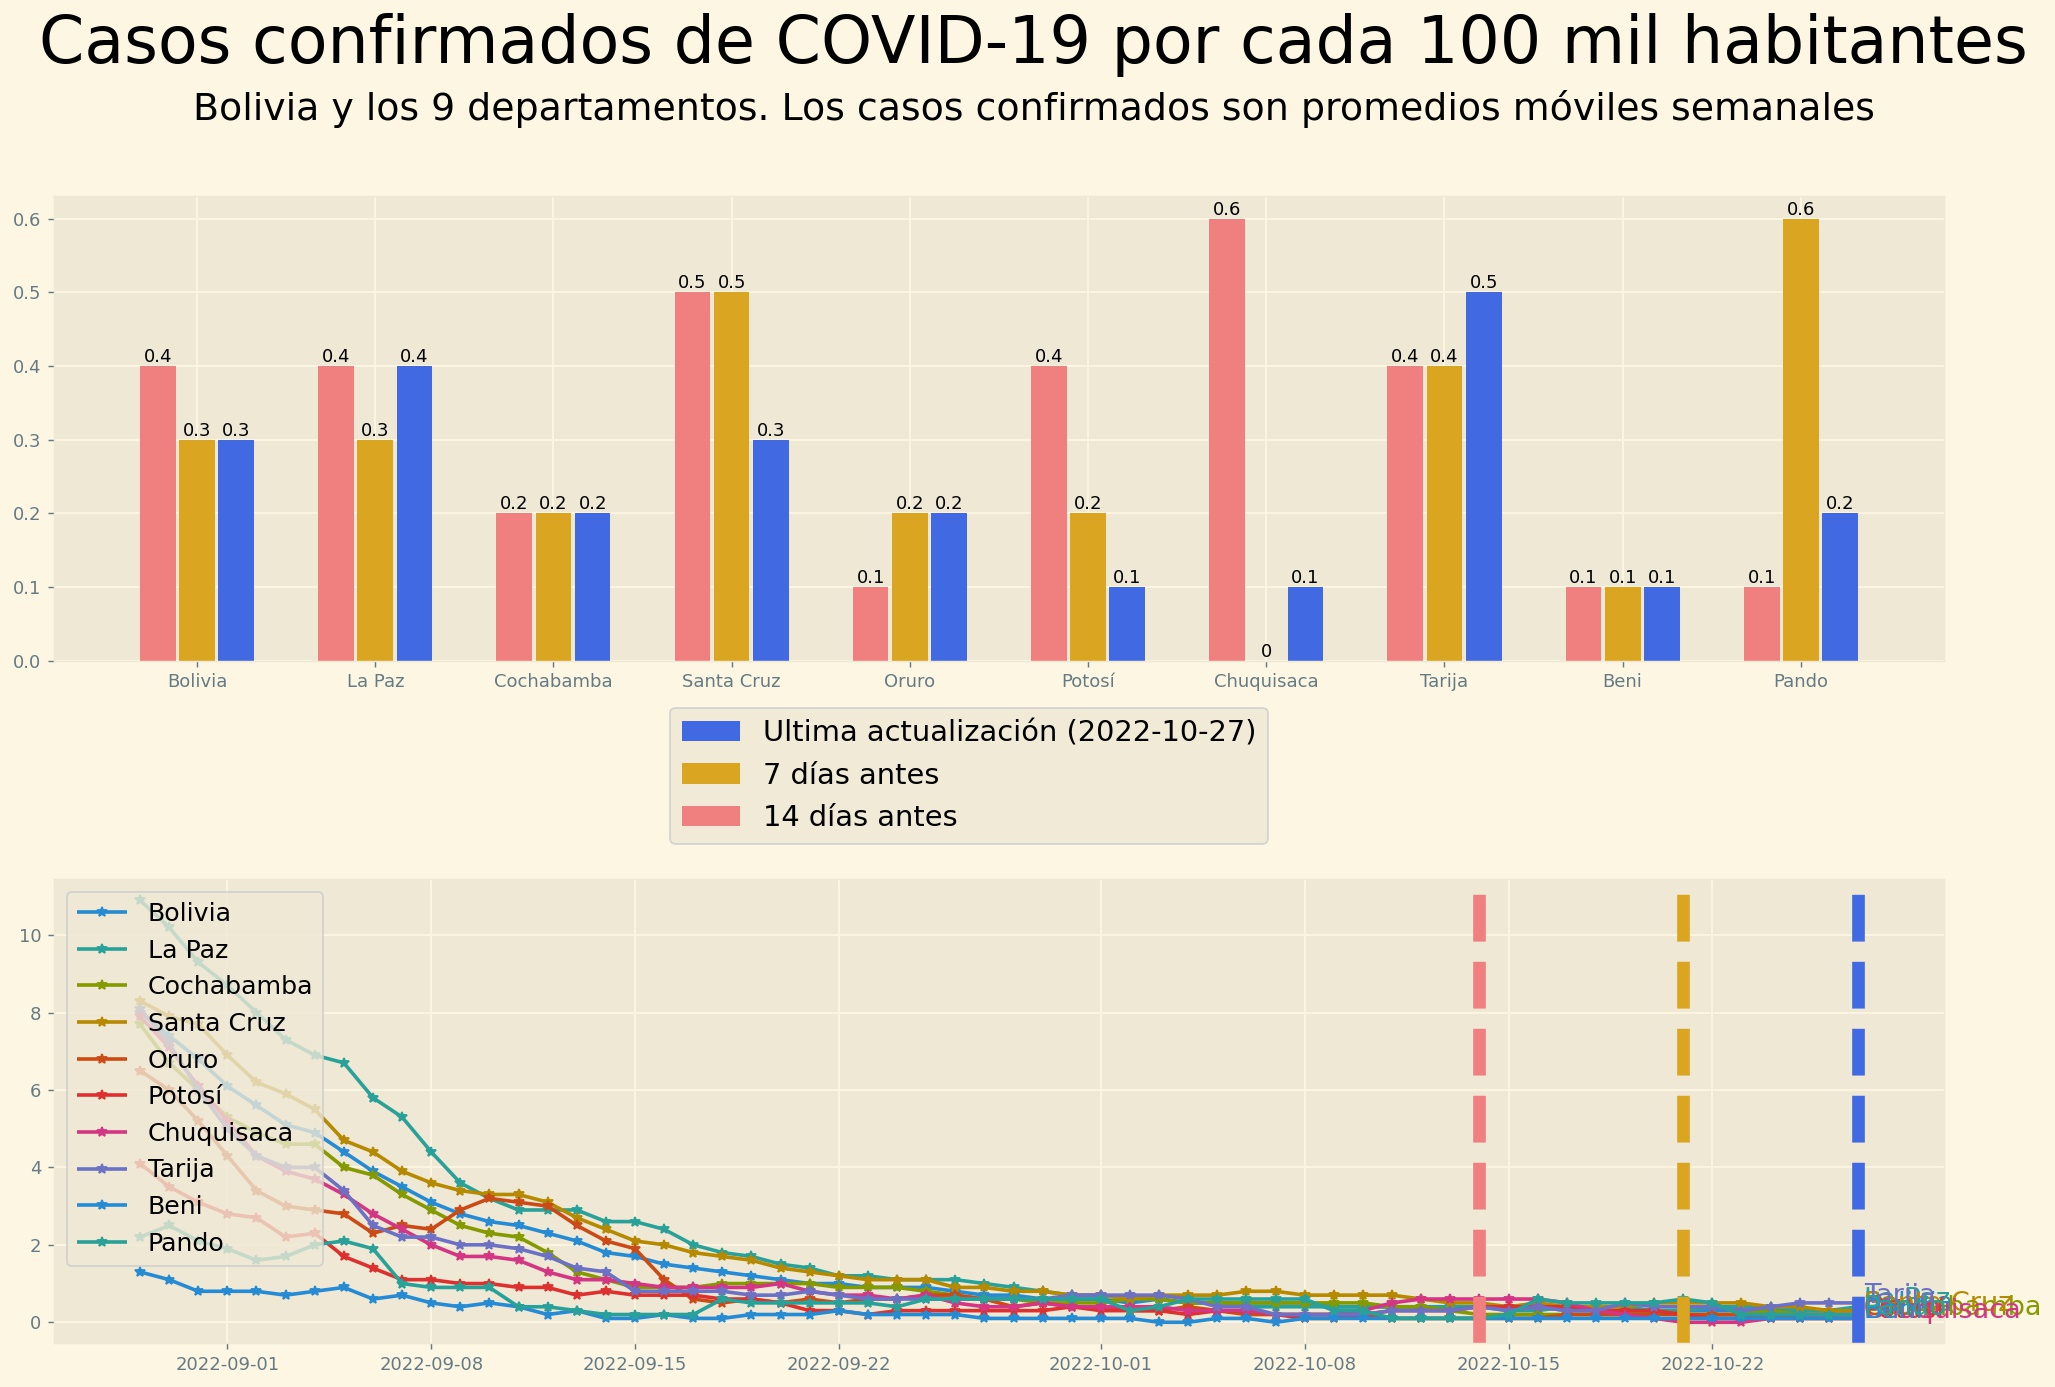 Casos confirmados de COVID-19 por cada 100 mil habitantes
Bolivia y los 9 departamentos. Los casos confirmados son promedios móviles semanales
0.6
0.5
0.4
0.3
0.2
0.1
0.0
0.4 0.3 0.3
0.4 0.3 0.4
0.2 0.2 0.2
0.5 0.5 0.3
0.1 0.2 0.2
0.4 0.2 0.1
0.6 0 0.1
0.4 0.4 0.5
0.1 0.1 0.1
0.1 0.6 0.2
Bolivia La Paz Cochabamba Santa Cruz Oruro Potosí Chuquisaca Tarija Beni Pando
Ultima actualización (2022-10-27)
7 días antes
14 días antes
10
8
6
4
2
0
Bolivia
La Paz
Cochabamba
Santa Cruz
Oruro
Potosí
Chuquisaca
Tarija
Beni
Pando
Tarija
2022-09-01 2022-09-08 2022-09-15 2022-09-22 2022-10-01 2022-10-08 2022-10-15 2022-10-22